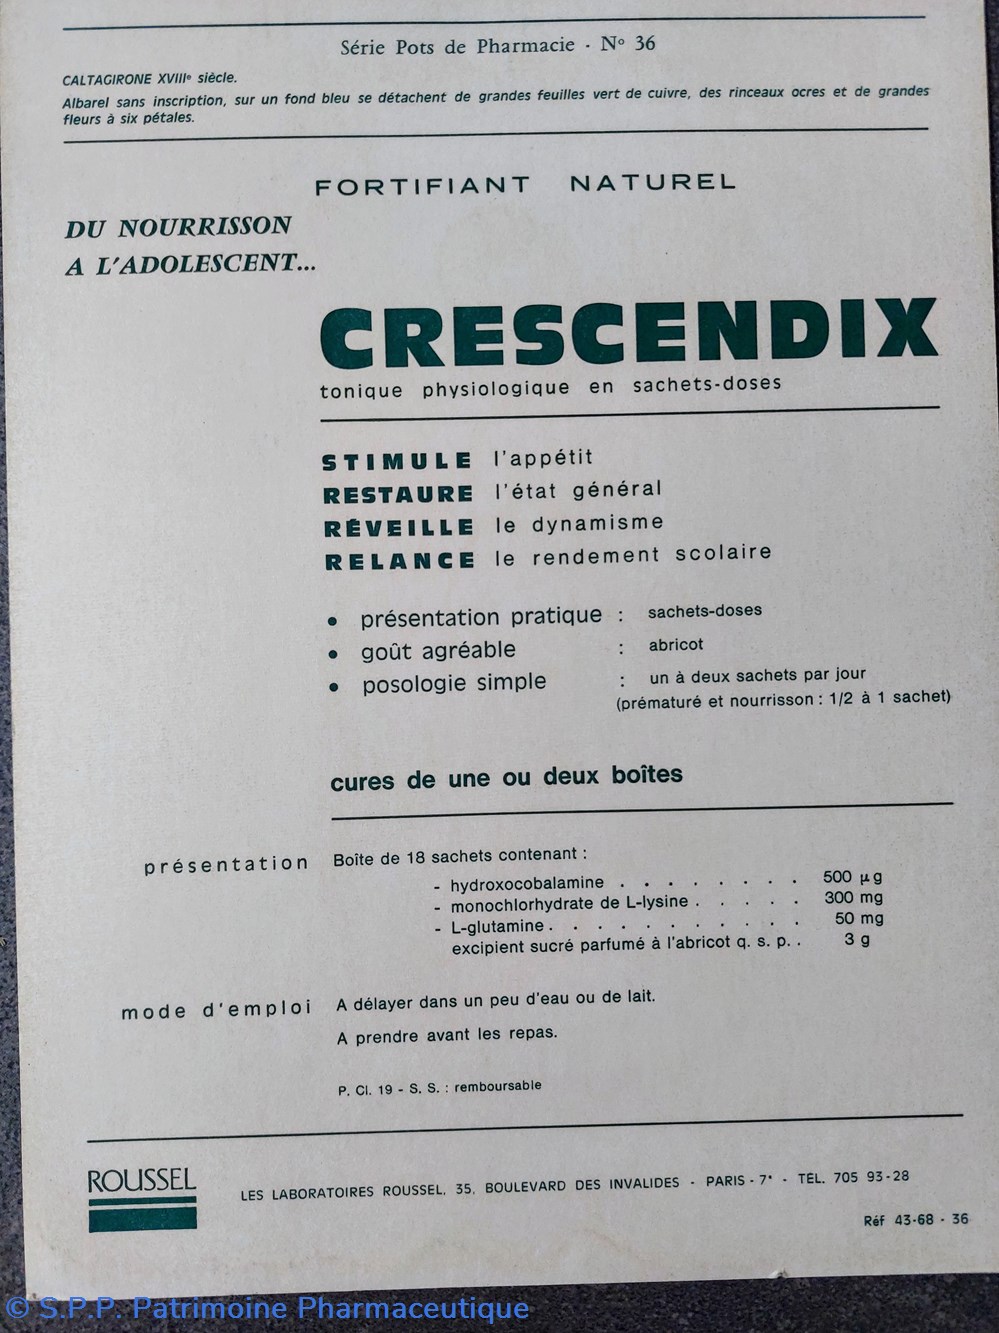 Série Pots de Pharmacie - N° 36
CALTAGIRONE XVIIIe siècle.
Albarel sans inscription, sur un fond bleu se détachent de grandes feuilles vert de cuivre, des rinceaux ocres et de grandes
fleurs à six pétales.
FORTIFIANT NATUREL
DU NOURRISSON
A L'ADOLESCENT...
CRESCENDIX
tonique physiologique en sachets-doses
STIMULE l'appétit
RESTAURE l'état général
RÉVEILLE le dynamisme
RELANCE le rendement scolaire
• présentation pratique : sachets-doses
• goût agréable : abricot
• posologie simple : un à deux sachets par jour
(prématuré et nourrisson : 1/2 à 1 sachet)
cures de une ou deux boîtes
présentation Boîte de 18 sachets contenant :
- hydroxocobalamine . . . . . . . . 500 µg
- monochlorhydrate de L-lysine . . . . . 300 mg
- L-glutamine . . . . . . . . . . . 50 mg
excipient sucré parfumé à l'abricot q. s. p. . 3 g
mode d'emploi A délayer dans un peu d'eau ou de lait.
A prendre avant les repas.
P. Cl. 19 - S. S. : remboursable
ROUSSEL
LES LABORATOIRES ROUSSEL, 35, BOULEVARD DES INVALIDES - PARIS - 7e - TÉL. 705 93-28
Réf 43-68 - 36
© S.P.P. Patrimoine Pharmaceutique